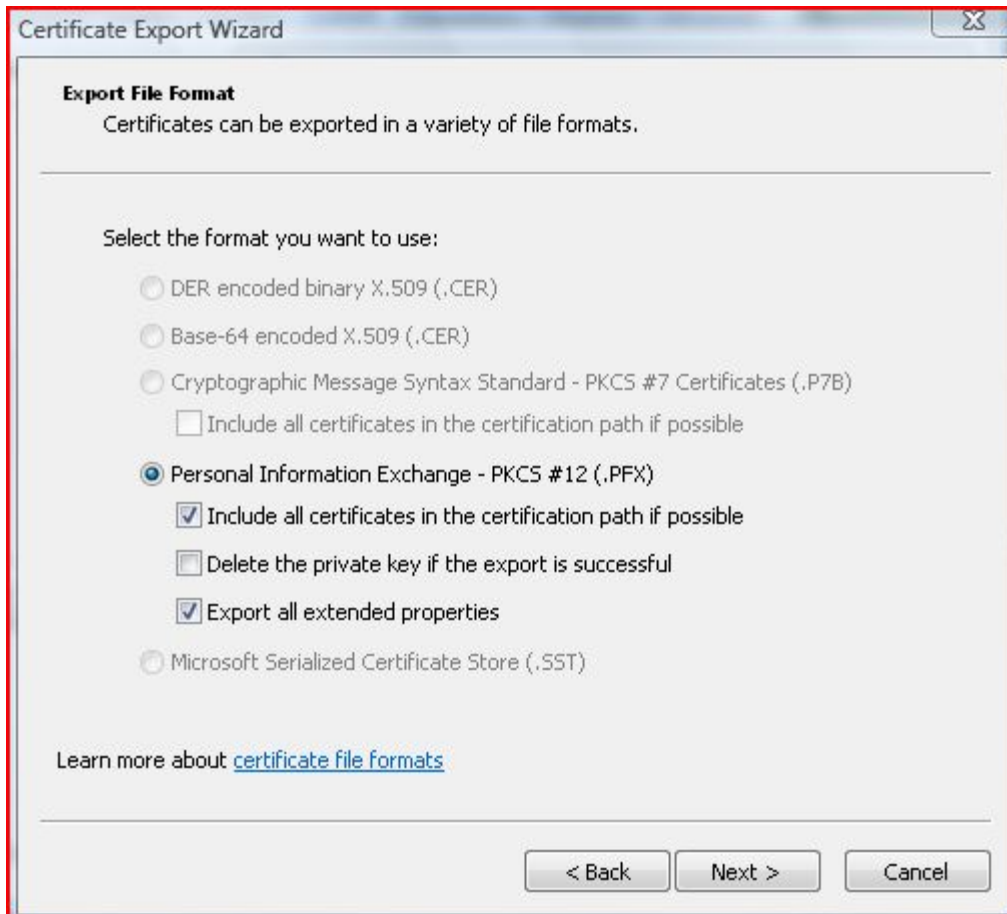 Certificate Export Wizard
Export File Format
Certificates can be exported in a variety of file formats.
Select the format you want to use:
DER encoded binary X.509 (.CER)
Base-64 encoded X.509 (.CER)
Cryptographic Message Syntax Standard - PKCS #7 Certificates (.P7B)
Include all certificates in the certification path if possible
Personal Information Exchange - PKCS #12 (.PFX)
Include all certificates in the certification path if possible
Delete the private key if the export is successful
Export all extended properties
Microsoft Serialized Certificate Store (.SST)
Learn more about certificate file formats
< Back Next > Cancel